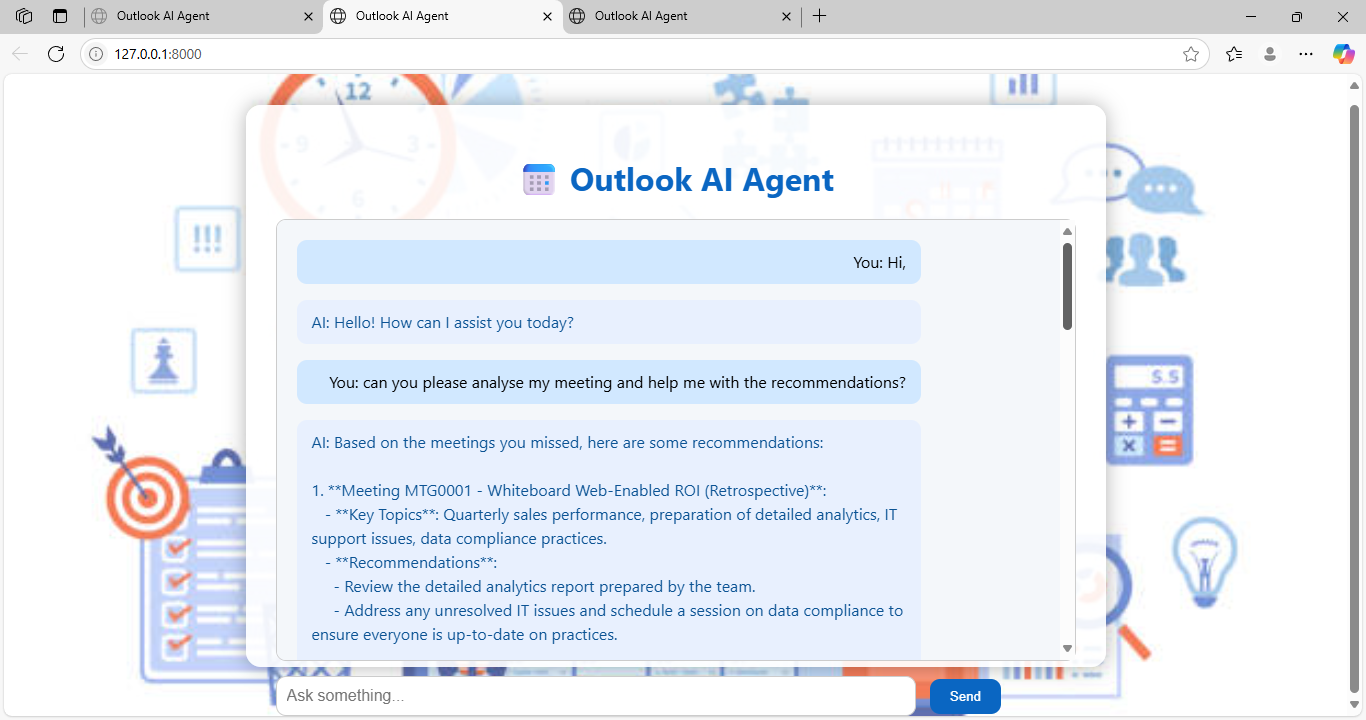 Outlook AI Agent
Outlook AI Agent
Outlook AI Agent
127.0.0.1:8000
12
3
6
9
!!!
$.$
Outlook AI Agent
You: Hi,
AI: Hello! How can I assist you today?
You: can you please analyse my meeting and help me with the recommendations?
AI: Based on the meetings you missed, here are some recommendations:
1. **Meeting MTG0001 - Whiteboard Web-Enabled ROI (Retrospective)**:
- **Key Topics**: Quarterly sales performance, preparation of detailed analytics, IT
support issues, data compliance practices.
- **Recommendations**:
- Review the detailed analytics report prepared by the team.
- Address any unresolved IT issues and schedule a session on data compliance to
ensure everyone is up-to-date on practices.
Ask something...
Send